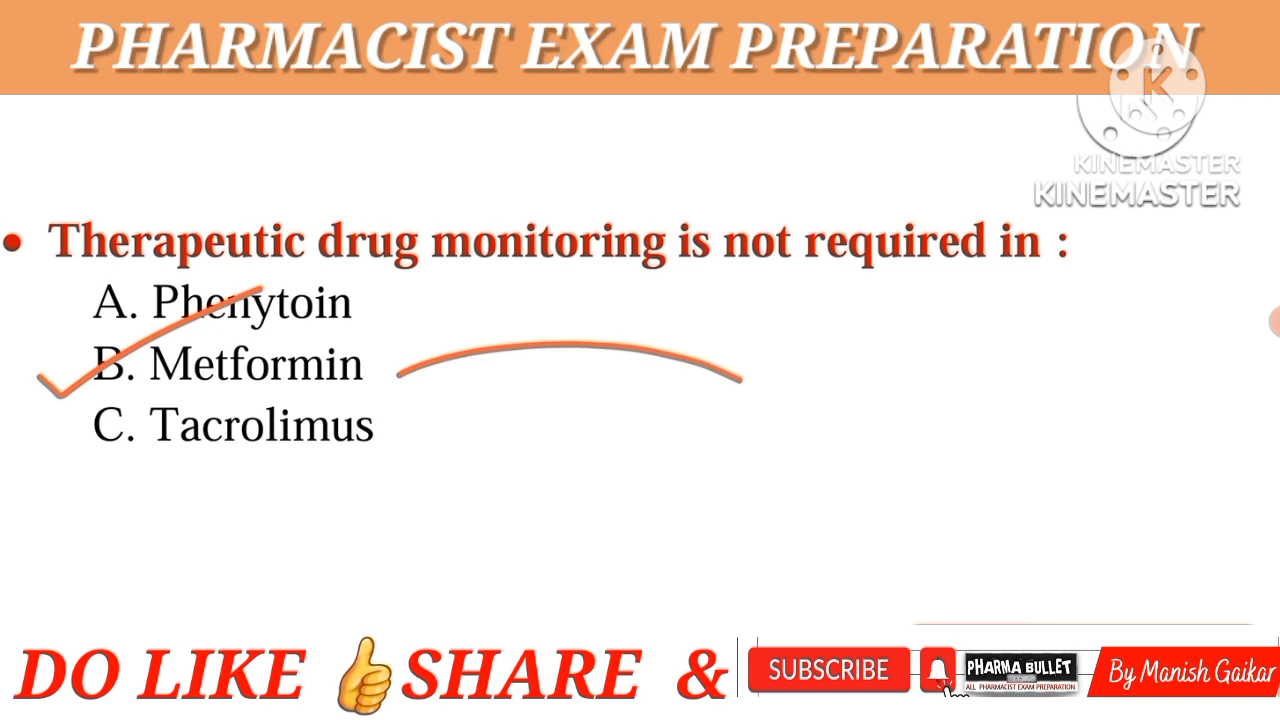 PHARMACIST EXAM PREPARATION
K
KINEMASTER
KINEMASTER
• Therapeutic drug monitoring is not required in :
A. Phenytoin
B. Metformin
C. Tacrolimus
DO LIKE 👍 SHARE &
SUBSCRIBE
PHARMA BULLET
ALL PHARMACIST EXAM PREPARATION
By Manish Gaikar